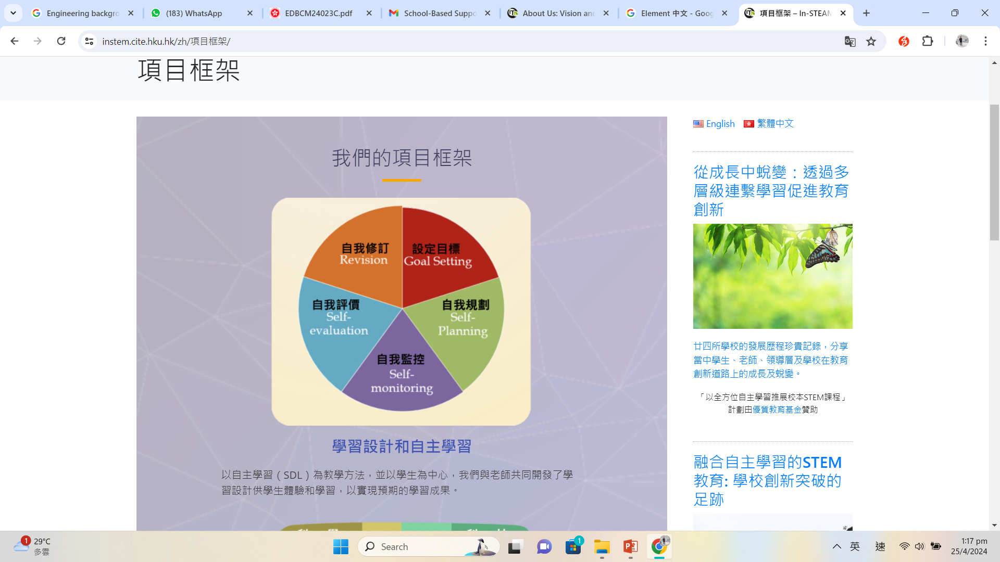 Engineering backgro
(183) WhatsApp
EDBCM24023C.pdf
School-Based Suppo
About Us: Vision and
Element 中文 - Goog
項目框架 – In-STEAM
instem.cite.hku.hk/zh/項目框架/
項目框架
我們的項目框架
自我修訂
Revision
設定目標
Goal Setting
自我評價
Self-
evaluation
自我規劃
Self-
Planning
自我監控
Self-
monitoring
學習設計和自主學習
以自主學習（SDL）為教學方法，並以學生為中心，我們與老師共同開發了學
習設計供學生體驗和學習，以實現預期的學習成果。
English 繁體中文
從成長中蛻變：透過多
層級連繫學習促進教育
創新
廿四所學校的發展歷程珍貴記錄，分享
當中學生、老師、領導層及學校在教育
創新道路上的成長及蛻變。
「以全方位自主學習推展校本STEM課程」
計劃由優質教育基金贊助
融合自主學習的STEM
教育: 學校創新突破的
足跡
1
29°C
多雲
Search
1
英
速
1:17 pm
25/4/2024